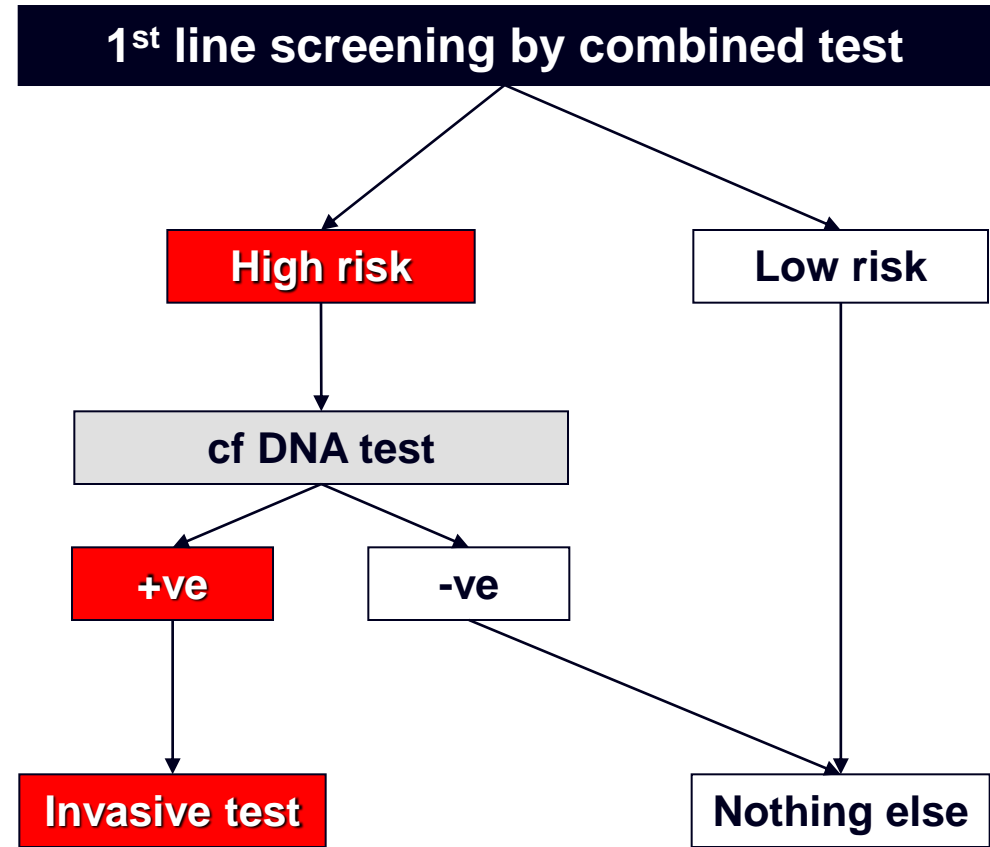 1st line screening by combined test
High risk
Low risk
cf DNA test
+ve
-ve
Invasive test
Nothing else